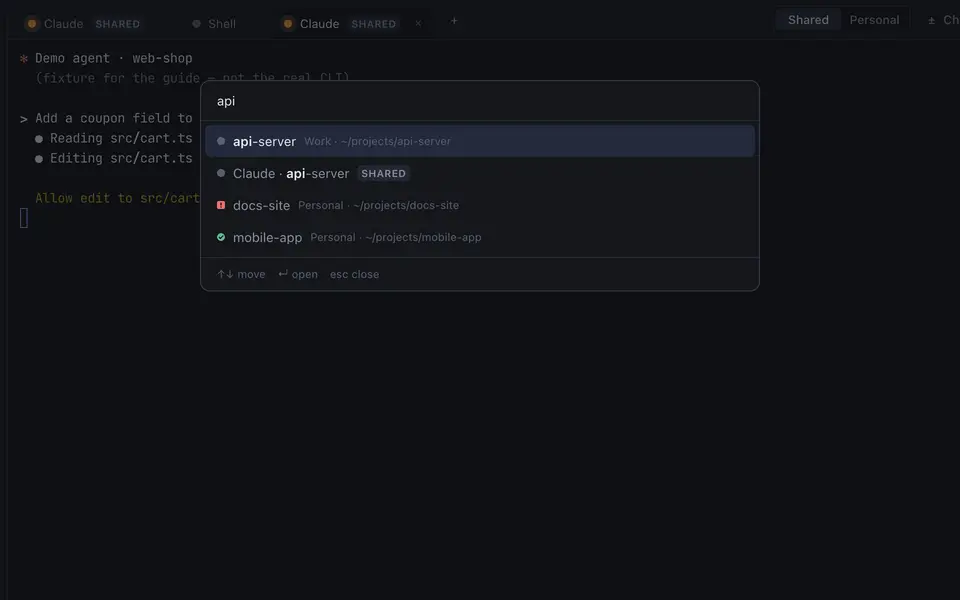 Claude SHARED
Shell
Claude SHARED ×
+
Shared Personal
± Ch
* Demo agent · web-shop
(fixture for the guide — not the real CLI)
> Add a coupon field to
● Reading src/cart.ts
● Editing src/cart.ts
Allow edit to src/cart
api
api-server Work · ~/projects/api-server
Claude · api-server SHARED
docs-site Personal · ~/projects/docs-site
mobile-app Personal · ~/projects/mobile-app
↑↓ move ↵ open esc close